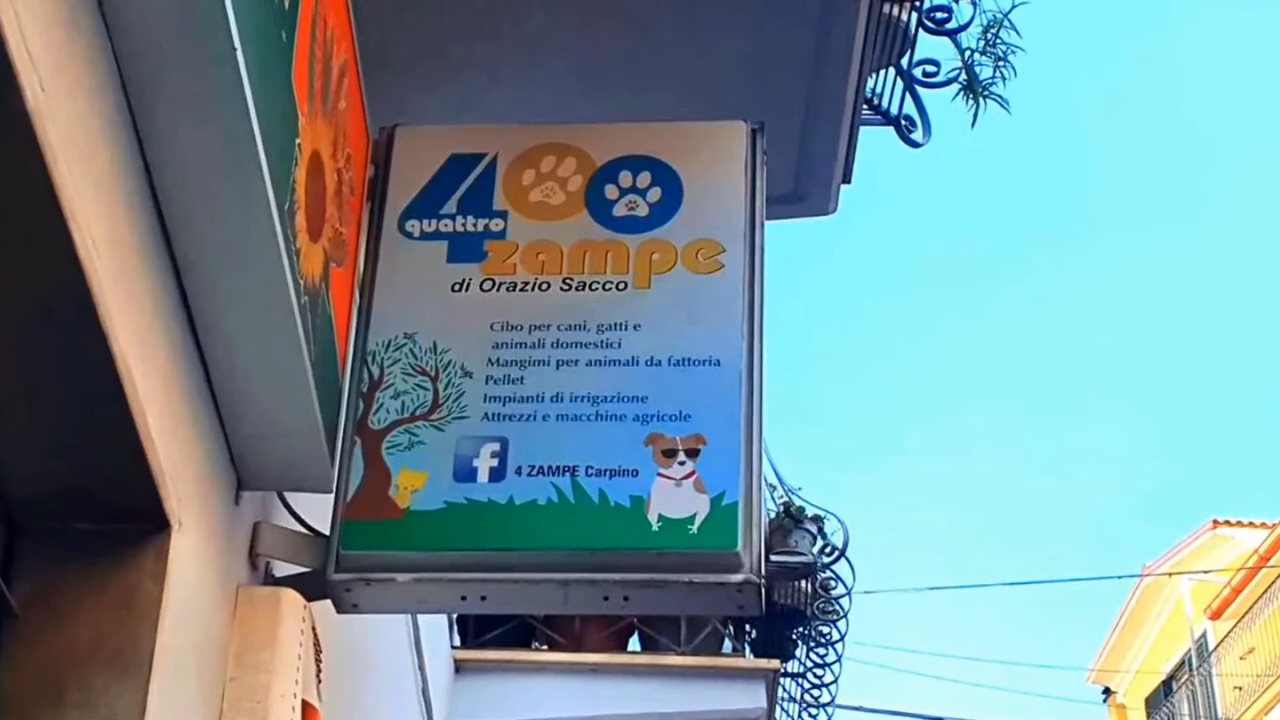 4
quattro
zampe
di Orazio Sacco
Cibo per cani, gatti e
animali domestici
Mangimi per animali da fattoria
Pellet
Impianti di irrigazione
Attrezzi e macchine agricole
f 4 ZAMPE Carpino